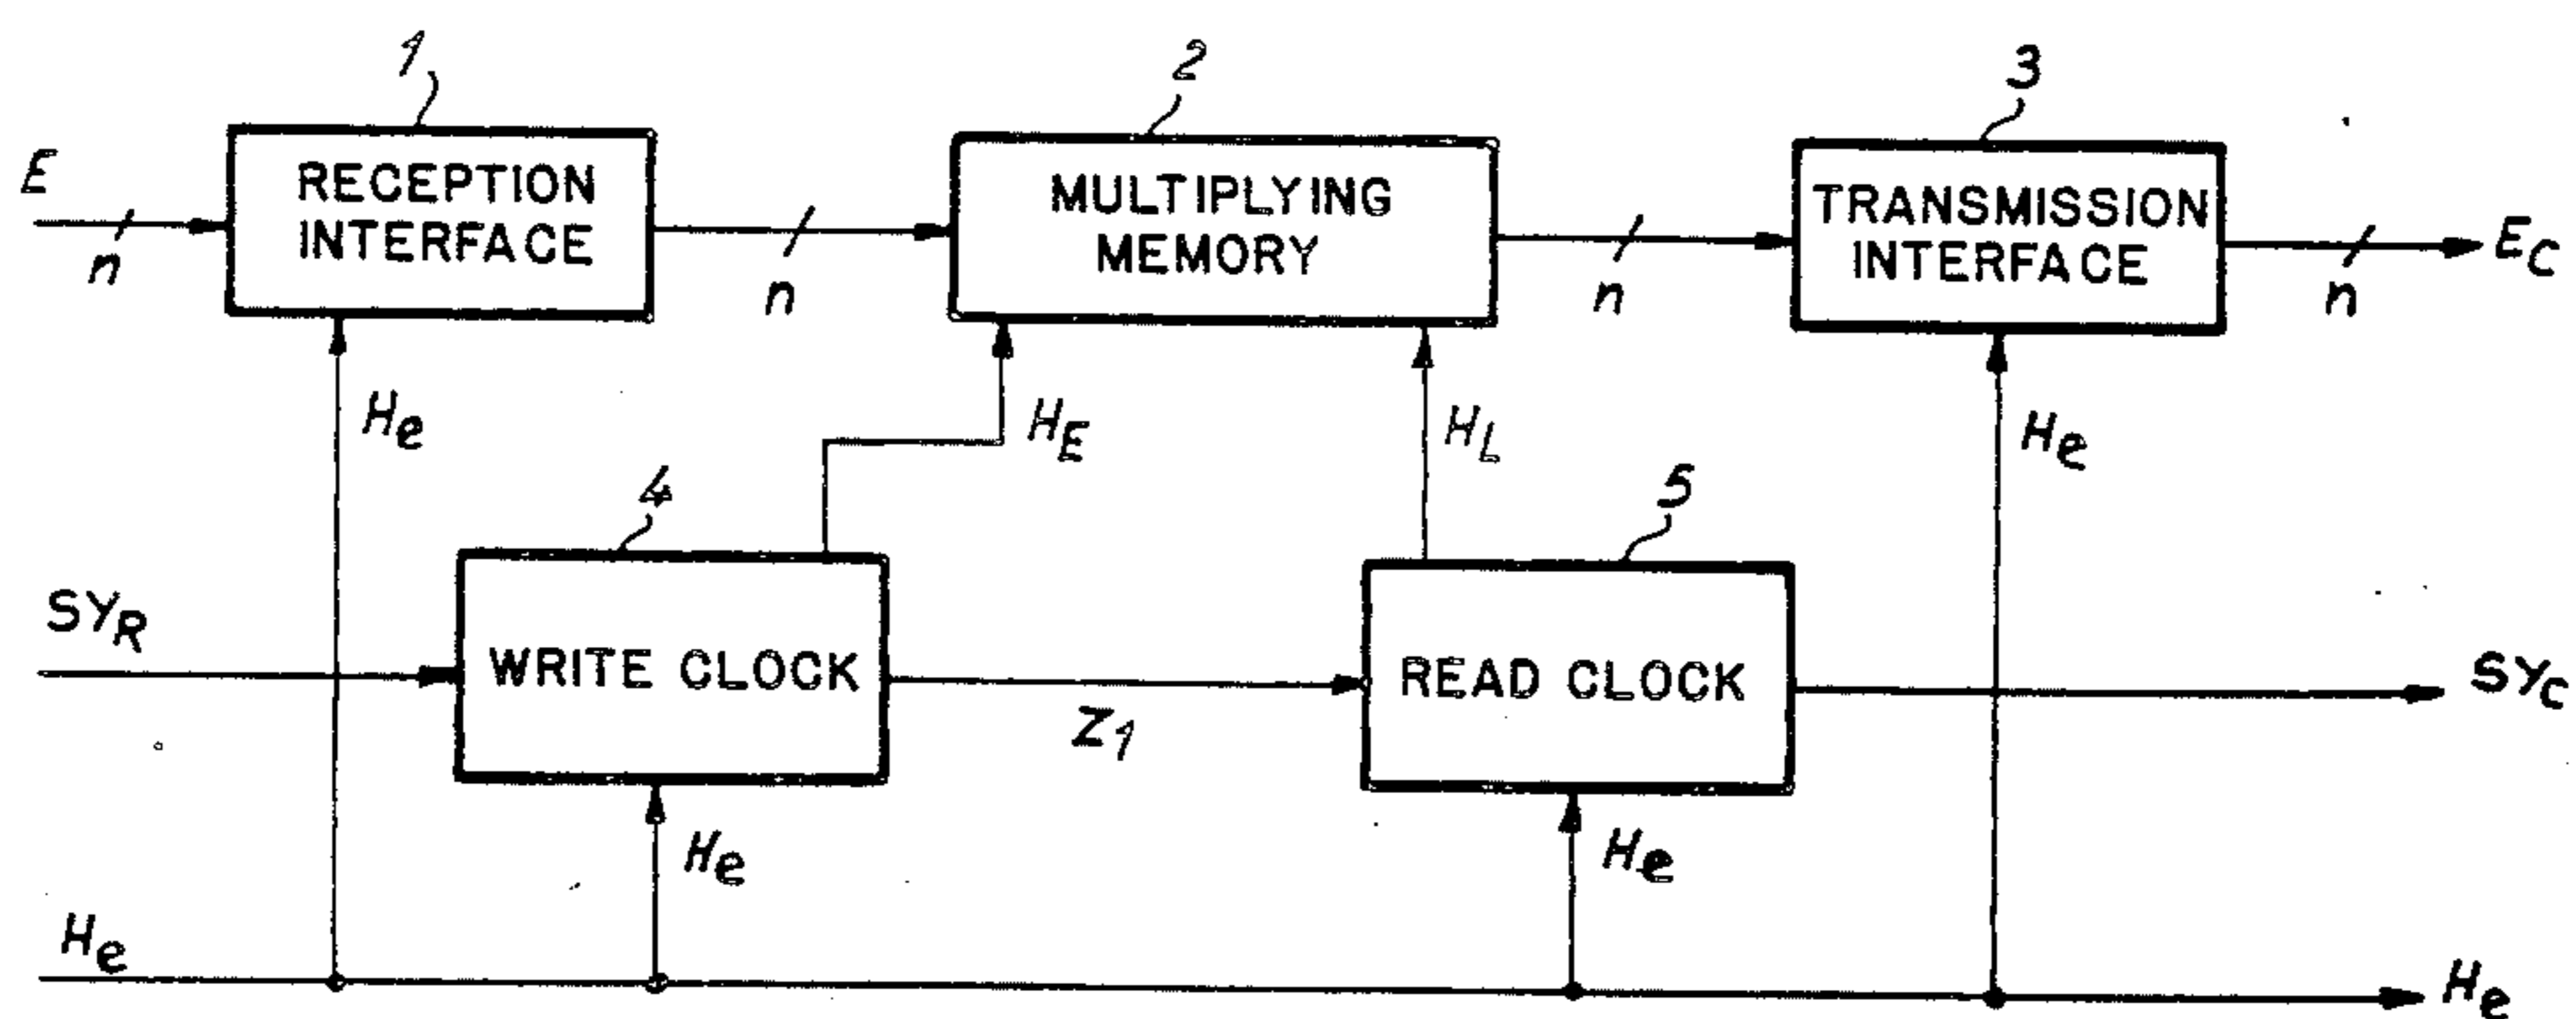 1
2
3
E
RECEPTION
INTERFACE
MULTIPLYING
MEMORY
TRANSMISSION
INTERFACE
E_C
n
n
n
n
H_e
H_E
H_L
H_e
4
5
SY_R
WRITE CLOCK
Z_1
READ CLOCK
SY_C
H_e
H_e
H_e
H_e